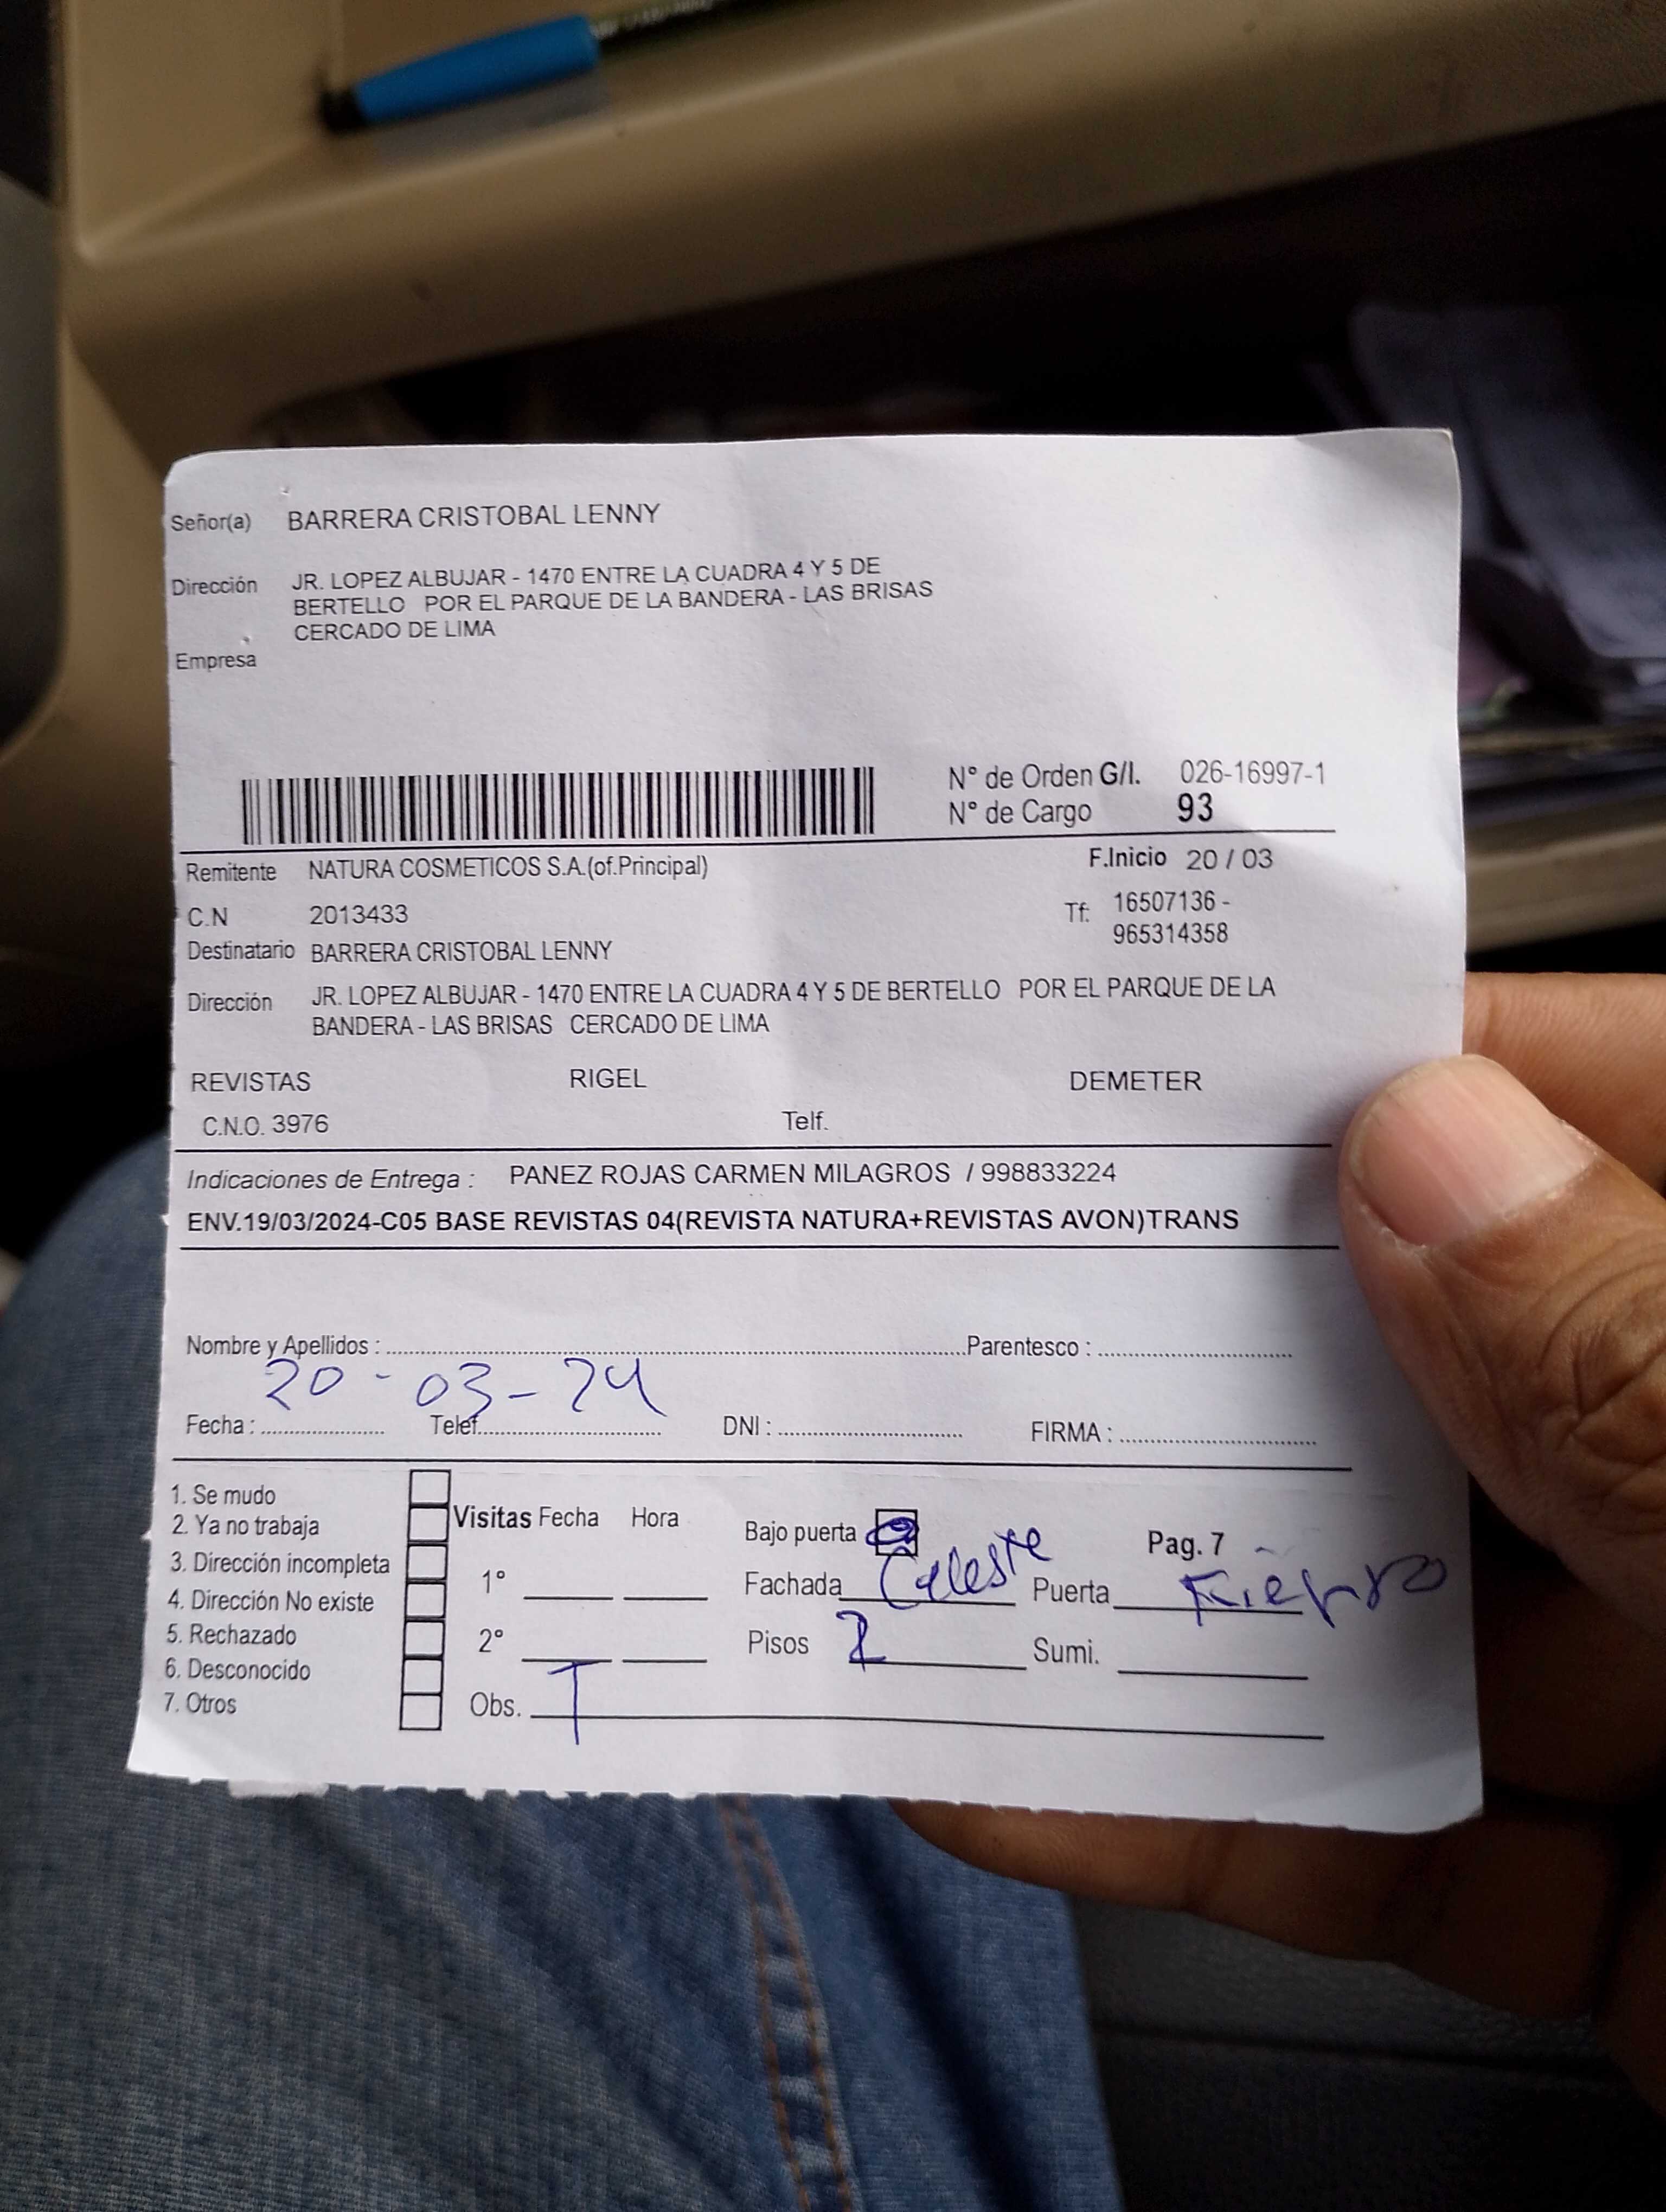 Señor(a) BARRERA CRISTOBAL LENNY
Dirección JR. LOPEZ ALBUJAR - 1470 ENTRE LA CUADRA 4 Y 5 DE
BERTELLO POR EL PARQUE DE LA BANDERA - LAS BRISAS
CERCADO DE LIMA
Empresa
N° de Orden G/I. 026-16997-1
N° de Cargo 93
Remitente NATURA COSMETICOS S.A.(of.Principal) F.Inicio 20 / 03
C.N 2013433 Tf: 16507136 -
965314358
Destinatario BARRERA CRISTOBAL LENNY
Dirección JR. LOPEZ ALBUJAR - 1470 ENTRE LA CUADRA 4 Y 5 DE BERTELLO POR EL PARQUE DE LA
BANDERA - LAS BRISAS CERCADO DE LIMA
REVISTAS RIGEL DEMETER
C.N.O. 3976 Telf.
Indicaciones de Entrega : PANEZ ROJAS CARMEN MILAGROS / 998833224
ENV.19/03/2024-C05 BASE REVISTAS 04(REVISTA NATURA+REVISTAS AVON)TRANS
Nombre y Apellidos : Parentesco :
20 - 03 - 24
Fecha : Telef. DNI : FIRMA :
1. Se mudo
2. Ya no trabaja
3. Dirección incompleta
4. Dirección No existe
5. Rechazado
6. Desconocido
7. Otros
Visitas Fecha Hora
1°
2°
Obs. T
Bajo puerta Pag. 7
Fachada Celeste Puerta Fierro
Pisos 2 Sumi.